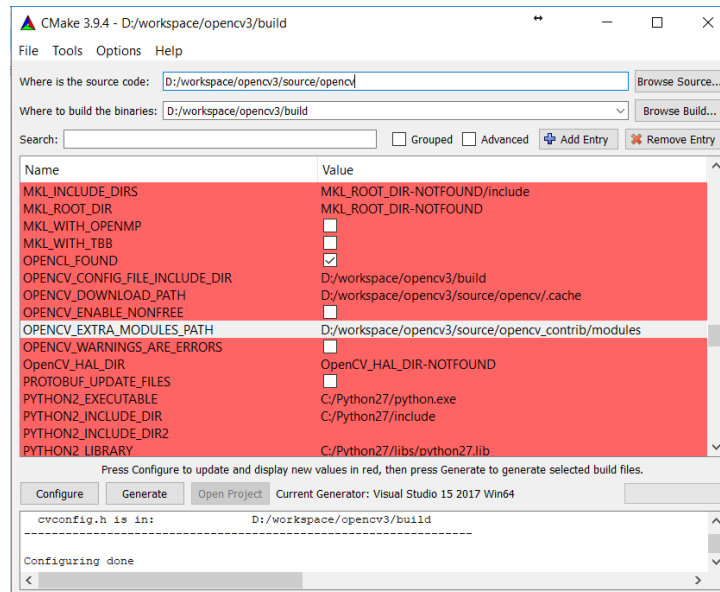 CMake 3.9.4 - D:/workspace/opencv3/build
File Tools Options Help
Where is the source code: D:/workspace/opencv3/source/opencv Browse Source...
Where to build the binaries: D:/workspace/opencv3/build Browse Build...
Search: Grouped Advanced Add Entry Remove Entry
Name Value
MKL_INCLUDE_DIRS MKL_ROOT_DIR-NOTFOUND/include
MKL_ROOT_DIR MKL_ROOT_DIR-NOTFOUND
MKL_WITH_OPENMP
MKL_WITH_TBB
OPENCL_FOUND
OPENCV_CONFIG_FILE_INCLUDE_DIR D:/workspace/opencv3/build
OPENCV_DOWNLOAD_PATH D:/workspace/opencv3/source/opencv/.cache
OPENCV_ENABLE_NONFREE
OPENCV_EXTRA_MODULES_PATH D:/workspace/opencv3/source/opencv_contrib/modules
OPENCV_WARNINGS_ARE_ERRORS
OpenCV_HAL_DIR OpenCV_HAL_DIR-NOTFOUND
PROTOBUF_UPDATE_FILES
PYTHON2_EXECUTABLE C:/Python27/python.exe
PYTHON2_INCLUDE_DIR C:/Python27/include
PYTHON2_INCLUDE_DIR2
PYTHON2_LIBRARY C:/Python27/libs/python27.lib
Press Configure to update and display new values in red, then press Generate to generate selected build files.
Configure Generate Open Project Current Generator: Visual Studio 15 2017 Win64
cvconfig.h is in: D:/workspace/opencv3/build
-----------------------------------------------------------------
Configuring done